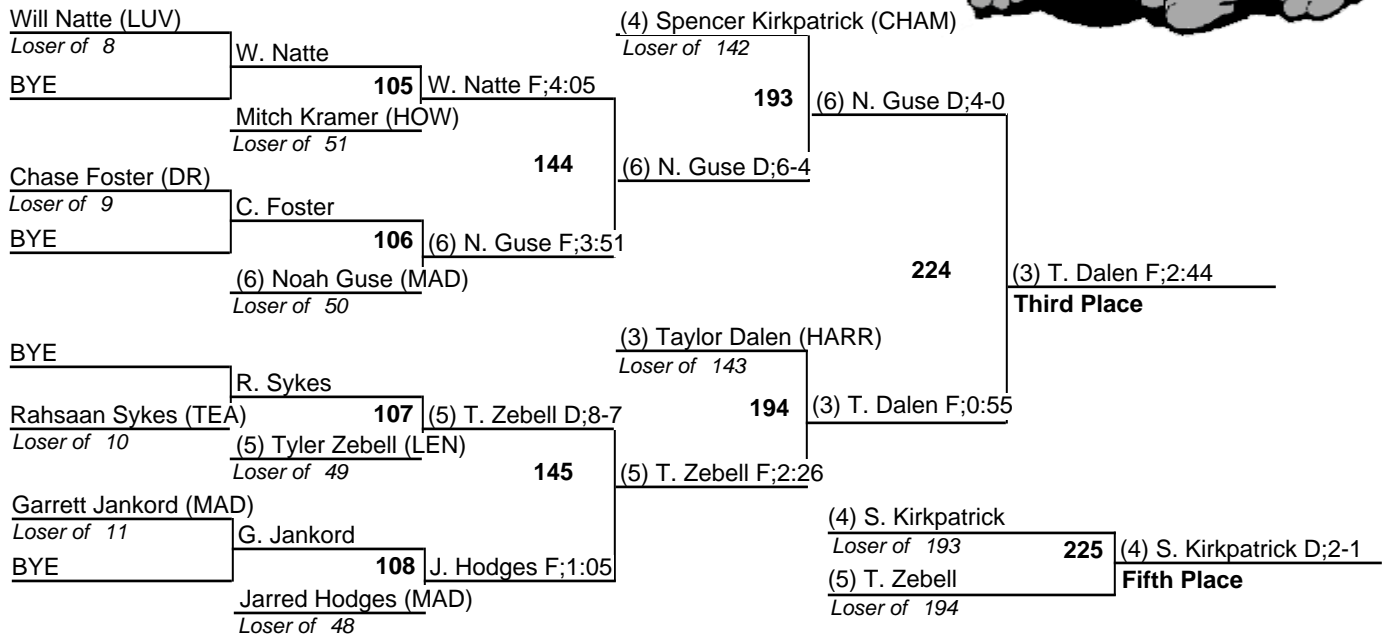 Will Natte (LUV)
Loser of 8
BYE
W. Natte
105
Mitch Kramer (HOW)
Loser of 51
W. Natte F;4:05
Chase Foster (DR)
Loser of 9
BYE
C. Foster
106
(6) Noah Guse (MAD)
Loser of 50
(6) N. Guse F;3:51
144
(4) Spencer Kirkpatrick (CHAM)
Loser of 142
193
(6) N. Guse D;6-4
(6) N. Guse D;4-0
BYE
Rahsaan Sykes (TEA)
Loser of 10
R. Sykes
107
(5) Tyler Zebell (LEN)
Loser of 49
(5) T. Zebell D;8-7
Garrett Jankord (MAD)
Loser of 11
BYE
G. Jankord
108
Jarred Hodges (MAD)
Loser of 48
J. Hodges F;1:05
145
(3) Taylor Dalen (HARR)
Loser of 143
194
(5) T. Zebell F;2:26
(3) T. Dalen F;0:55
224
(3) T. Dalen F;2:44
Third Place
(4) S. Kirkpatrick
Loser of 193
225
(5) T. Zebell
Loser of 194
(4) S. Kirkpatrick D;2-1
Fifth Place